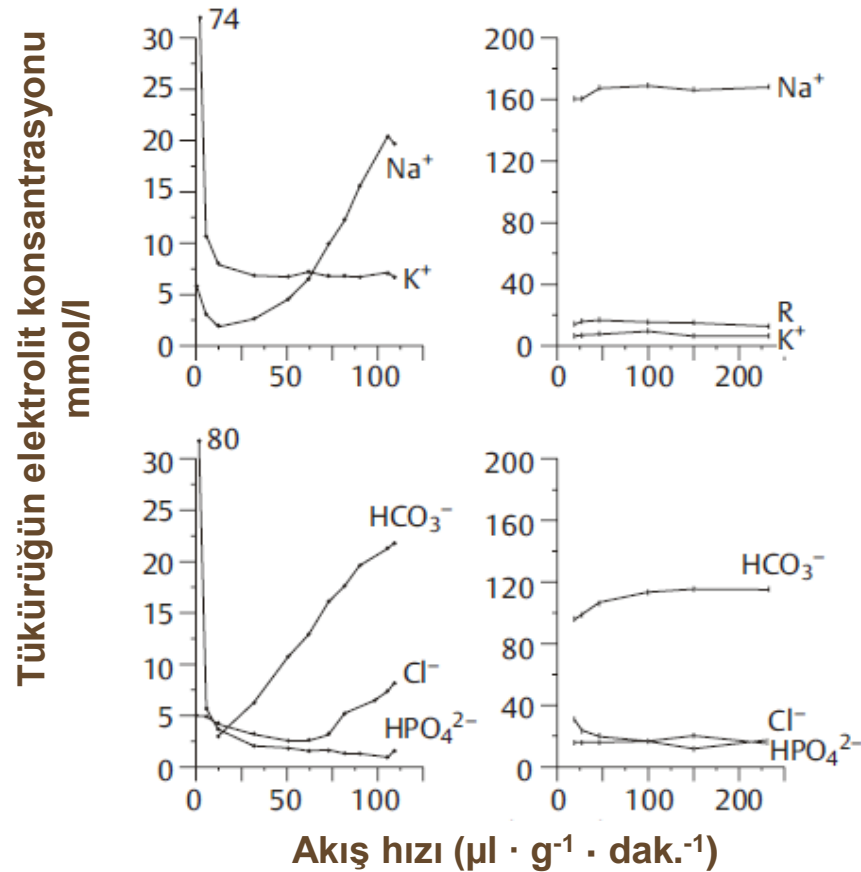 Tükürüğün elektrolit konsantrasyonu
mmol/l
74
30
25
20
15
10
5
0
Na⁺
K⁺
0 50 100
200
160
120
80
40
0
Na⁺
R
K⁺
0 100 200
80
30
25
20
15
10
5
0
HCO₃⁻
Cl⁻
HPO₄²⁻
0 50 100
200
160
120
80
40
0
HCO₃⁻
Cl⁻
HPO₄²⁻
0 100 200
Akış hızı (µl · g⁻¹ · dak.⁻¹)